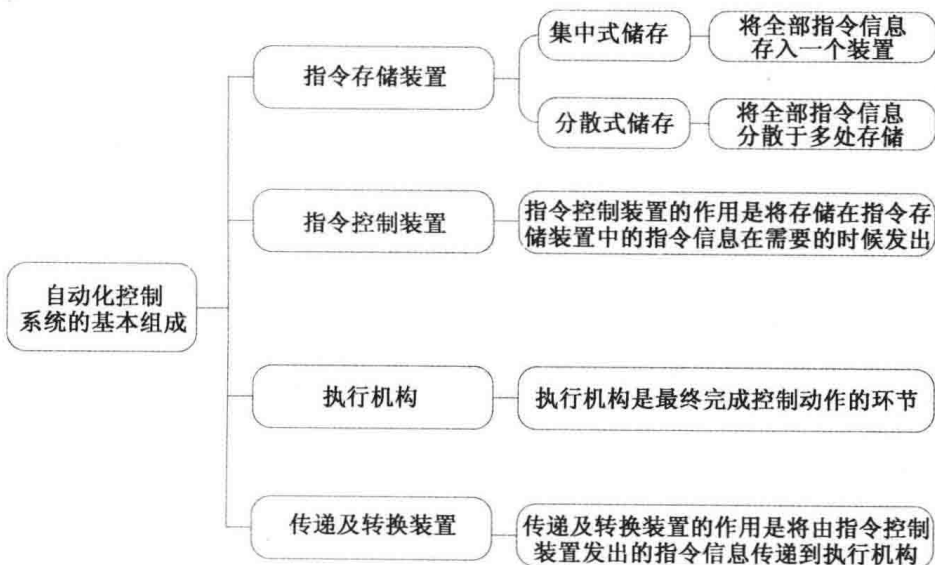 自动化控制
系统的基本组成
指令存储装置
集中式储存
将全部指令信息
存入一个装置
分散式储存
将全部指令信息
分散于多处存储
指令控制装置
指令控制装置的作用是将存储在指令存
储装置中的指令信息在需要的时候发出
执行机构
执行机构是最终完成控制动作的环节
传递及转换装置
传递及转换装置的作用是将由指令控制
装置发出的指令信息传递到执行机构